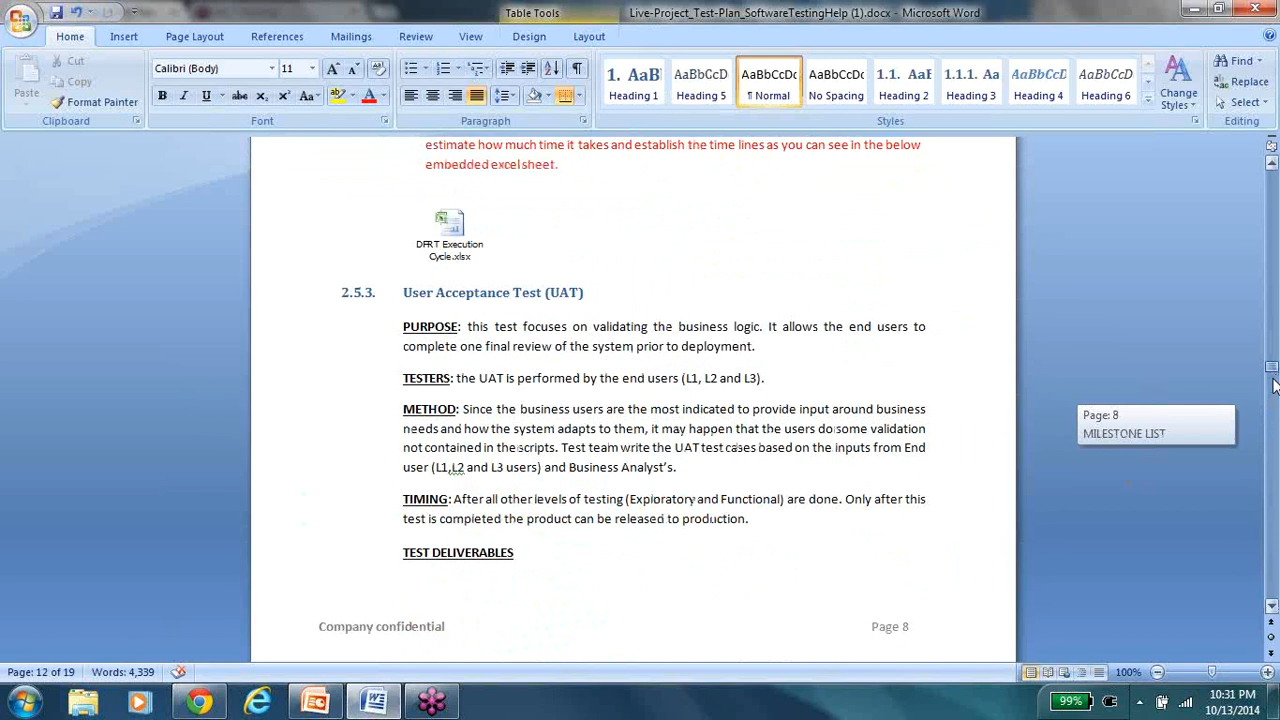 Table Tools
Live-Project_Test-Plan_SoftwareTestingHelp (1).docx - Microsoft Word
Home Insert Page Layout References Mailings Review View Design Layout
Cut
Copy
Format Painter
Paste
Clipboard
Calibri (Body) 11
B I U abc x₂ x² Aa
Font
Paragraph
1. AaB AaBbCcD AaBbCcDc AaBbCcDc 1.1. AaE 1.1.1. Aa AaBbCcD AaBbCcD
Heading 1 Heading 5 ¶ Normal No Spacing Heading 2 Heading 3 Heading 4 Heading 6
Change
Styles
Styles
Find
Replace
Select
Editing
estimate how much time it takes and establish the time lines as you can see in the below
embedded excel sheet.
DFRT Execution
Cycle.xlsx
2.5.3. User Acceptance Test (UAT)
PURPOSE: this test focuses on validating the business logic. It allows the end users to
complete one final review of the system prior to deployment.
TESTERS: the UAT is performed by the end users (L1, L2 and L3).
METHOD: Since the business users are the most indicated to provide input around business
needs and how the system adapts to them, it may happen that the users do some validation
not contained in the scripts. Test team write the UAT test cases based on the inputs from End
user (L1,L2 and L3 users) and Business Analyst's.
TIMING: After all other levels of testing (Exploratory and Functional) are done. Only after this
test is completed the product can be released to production.
TEST DELIVERABLES
Company confidential Page 8
Page: 8
MILESTONE LIST
Page: 12 of 19 Words: 4,339 100%
99% 10:31 PM
10/13/2014